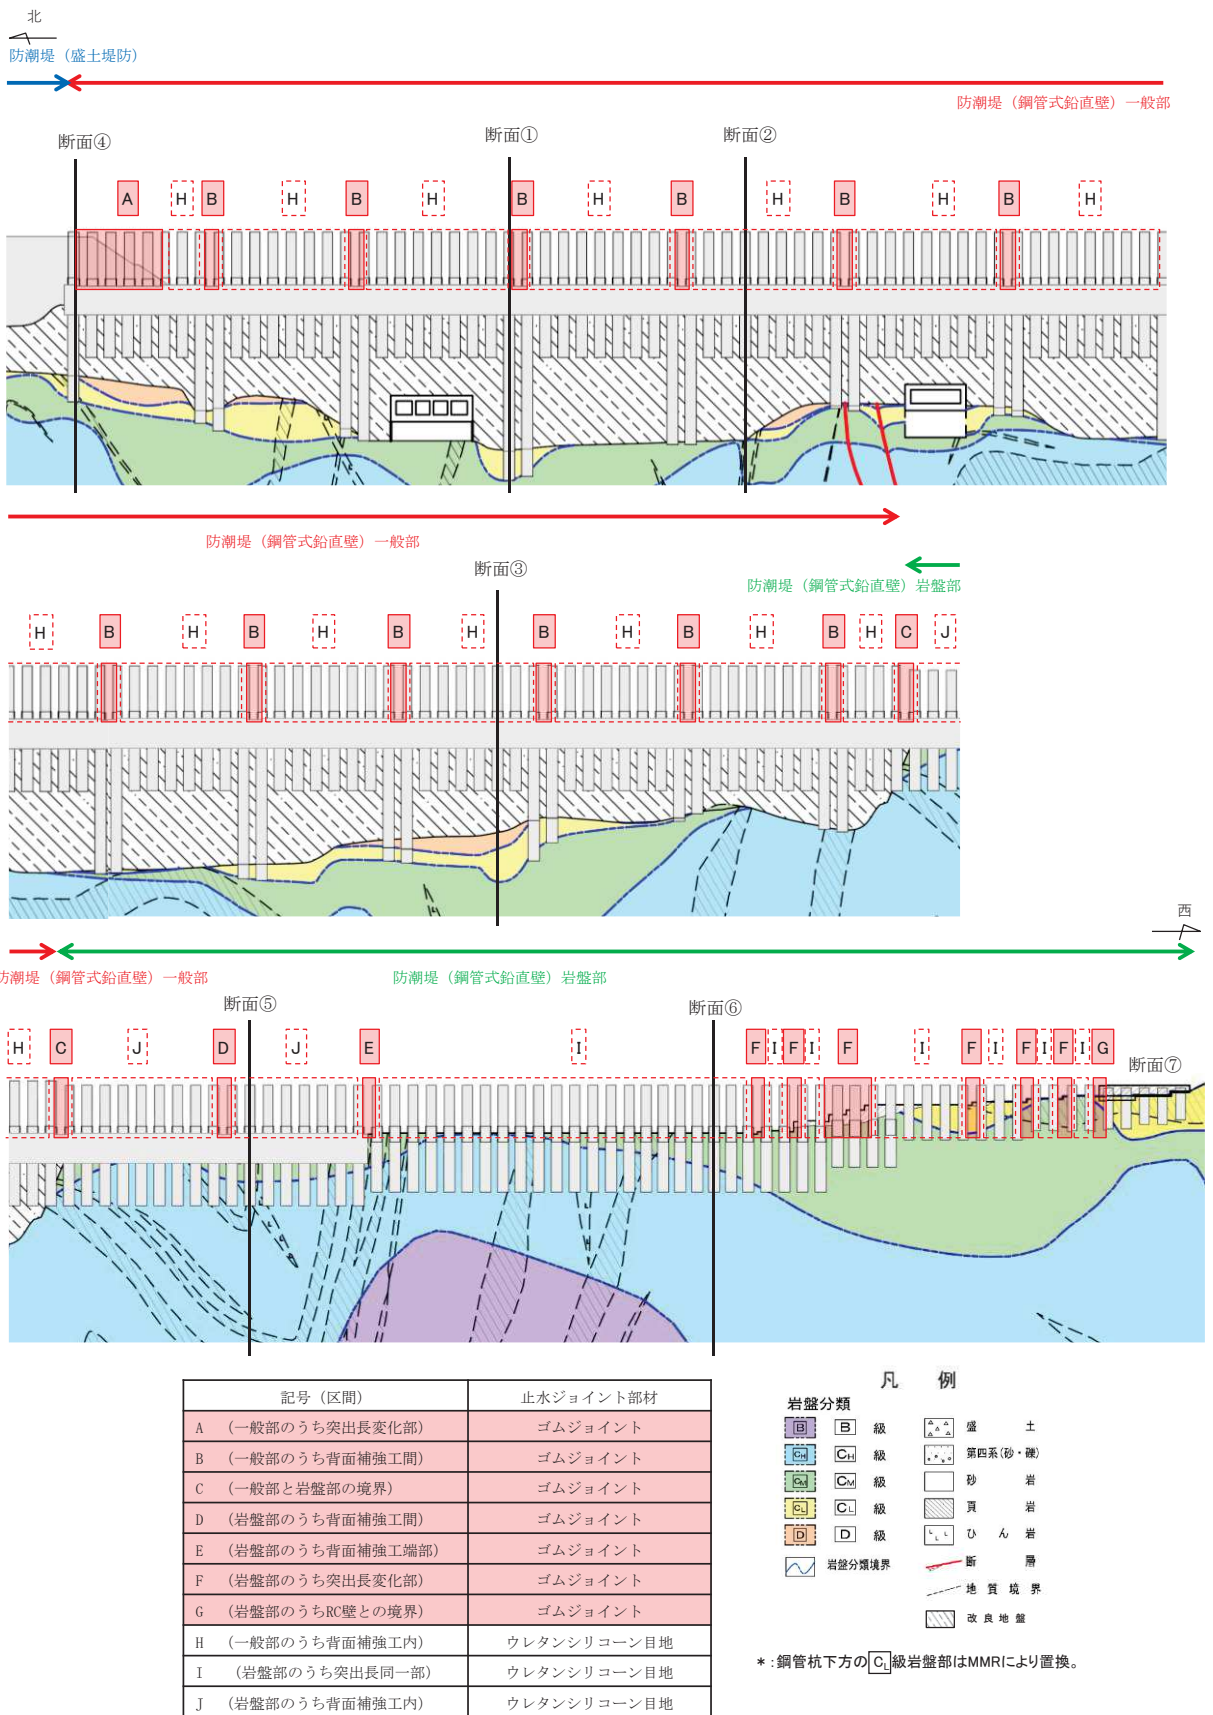 北
防潮堤（盛土堤防）
防潮堤（鋼管式鉛直壁）一般部
断面④ 断面① 断面②
A H B H B H B H B H B H B H
防潮堤（鋼管式鉛直壁）一般部
断面③
防潮堤（鋼管式鉛直壁）岩盤部
H B H B H B H B H B H B H C J
西
防潮堤（鋼管式鉛直壁）一般部 防潮堤（鋼管式鉛直壁）岩盤部
断面⑤ 断面⑥
H C J D J E I F I F I F I F I F I F I G
断面⑦
記号（区間） 止水ジョイント部材
A （一般部のうち突出長変化部） ゴムジョイント
B （一般部のうち背面補強工間） ゴムジョイント
C （一般部と岩盤部の境界） ゴムジョイント
D （岩盤部のうち背面補強工間） ゴムジョイント
E （岩盤部のうち背面補強工端部） ゴムジョイント
F （岩盤部のうち突出長変化部） ゴムジョイント
G （岩盤部のうちRC壁との境界） ゴムジョイント
H （一般部のうち背面補強工内） ウレタンシリコーン目地
I （岩盤部のうち突出長同一部） ウレタンシリコーン目地
J （岩盤部のうち背面補強工内） ウレタンシリコーン目地
凡 例
岩盤分類
B B 級 盛土
CH CH 級 第四系(砂・礫)
CM CM 級 砂岩
CL CL 級 頁岩
D D 級 ひん岩
岩盤分類境界 断層
地質境界
改良地盤
＊:鋼管杭下方のCL級岩盤部はMMRにより置換。